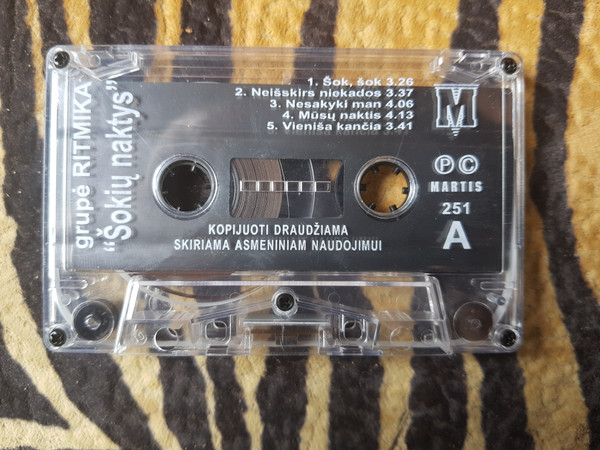 grupė RITMIKA
“Šokių naktys”
1. Šok, šok 3.26
2. Neišskirs niekados 3.37
3. Nesakyki man 4.06
4. Mūsų naktis 4.13
5. Vieniša kančia 3.41
M
Ⓟ Ⓒ
MARTIS
251
A
KOPIJUOTI DRAUDŽIAMA
SKIRIAMA ASMENINIAM NAUDOJIMUI